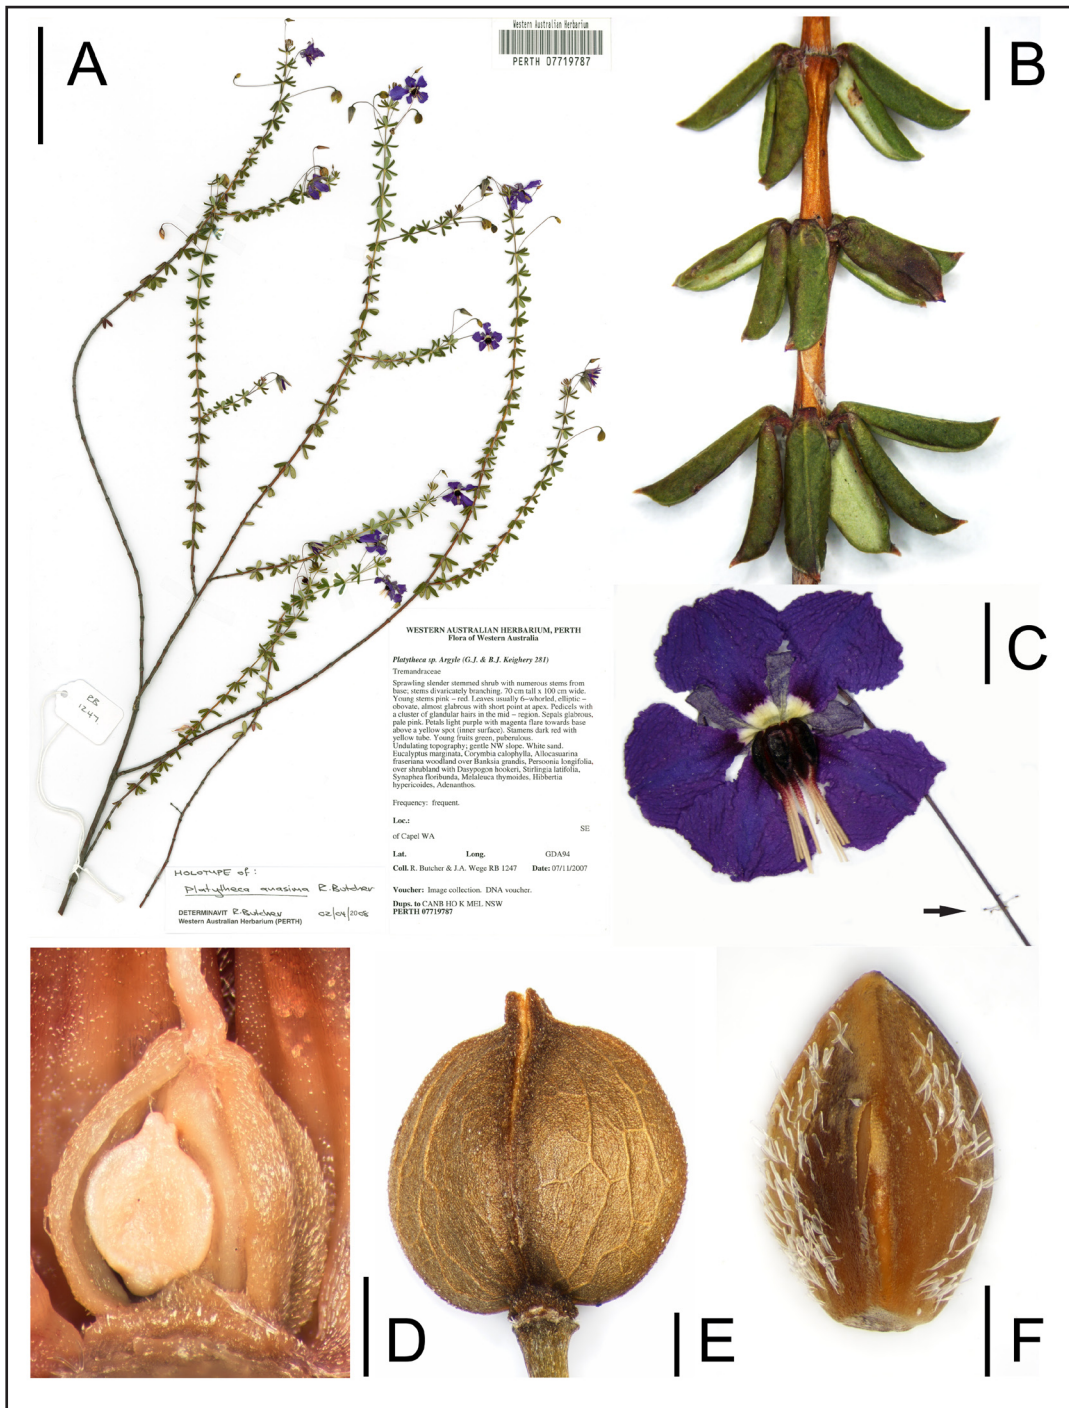 A
Western Australian Herbarium
PERTH 07719787
B
WESTERN AUSTRALIAN HERBARIUM, PERTH
Flora of Western Australia
Platytheca sp. Argyle (G.J. & B.J. Keighery 281)
Tremandraceae
Sprawling slender stemmed shrub with numerous stems from
base, stems divaricately branching. 70 cm tall x 100 cm wide.
Young stems pink – red. Leaves usually 6–whorled, elliptic –
obovate, almost glabrous with short point at apex. Pedicels with
a cluster of glandular hairs in the mid – region. Sepals glabrous,
pale pink. Petals light purple with magenta flare towards base
above a yellow spot (inner surface). Stamens dark red with
yellow tube. Young fruits green, puberulous.
Undulating topography; gentle NW slope. White sand.
Eucalyptus marginata, Corymbia calophylla, Allocasuarina
fraseriana woodland over Banksia grandis, Persoonia longifolia,
over shrubland with Dasypogon hookeri, Stirlingia latifolia,
Synaphea floribunda, Melaleuca thymoides, Hibbertia
hypericoides, Adenanthos.
Frequency: frequent.
Loc.:
SE
of Capel WA
Lat. Long. GDA94
Coll. R. Butcher & J.A. Wege RB 1247 Date: 07/11/2007
Voucher: Image collection. DNA voucher.
Dups. to CANB HO K MEL NSW
PERTH 07719787
RB
1247
HOLOTYPE of:
Platytheca anasima R. Butcher
DETERMINAVIT R. Butcher 02/04/2008
Western Australian Herbarium (PERTH)
C
D
E
F